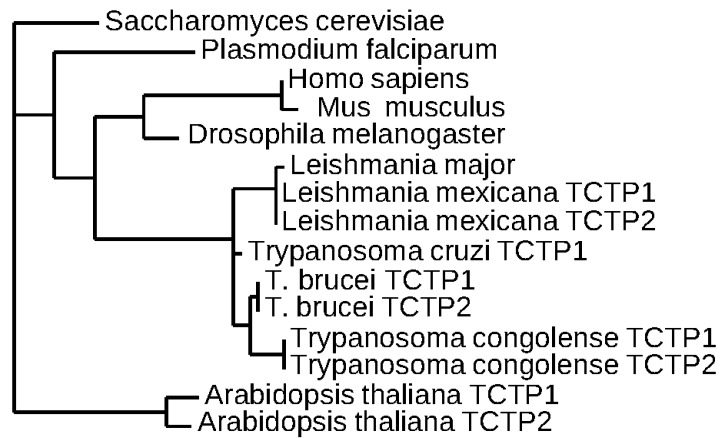 Saccharomyces cerevisiae
Plasmodium falciparum
Homo sapiens
Mus musculus
Drosophila melanogaster
Leishmania major
Leishmania mexicana TCTP1
Leishmania mexicana TCTP2
Trypanosoma cruzi TCTP1
T. brucei TCTP1
T. brucei TCTP2
Trypanosoma congolense TCTP1
Trypanosoma congolense TCTP2
Arabidopsis thaliana TCTP1
Arabidopsis thaliana TCTP2